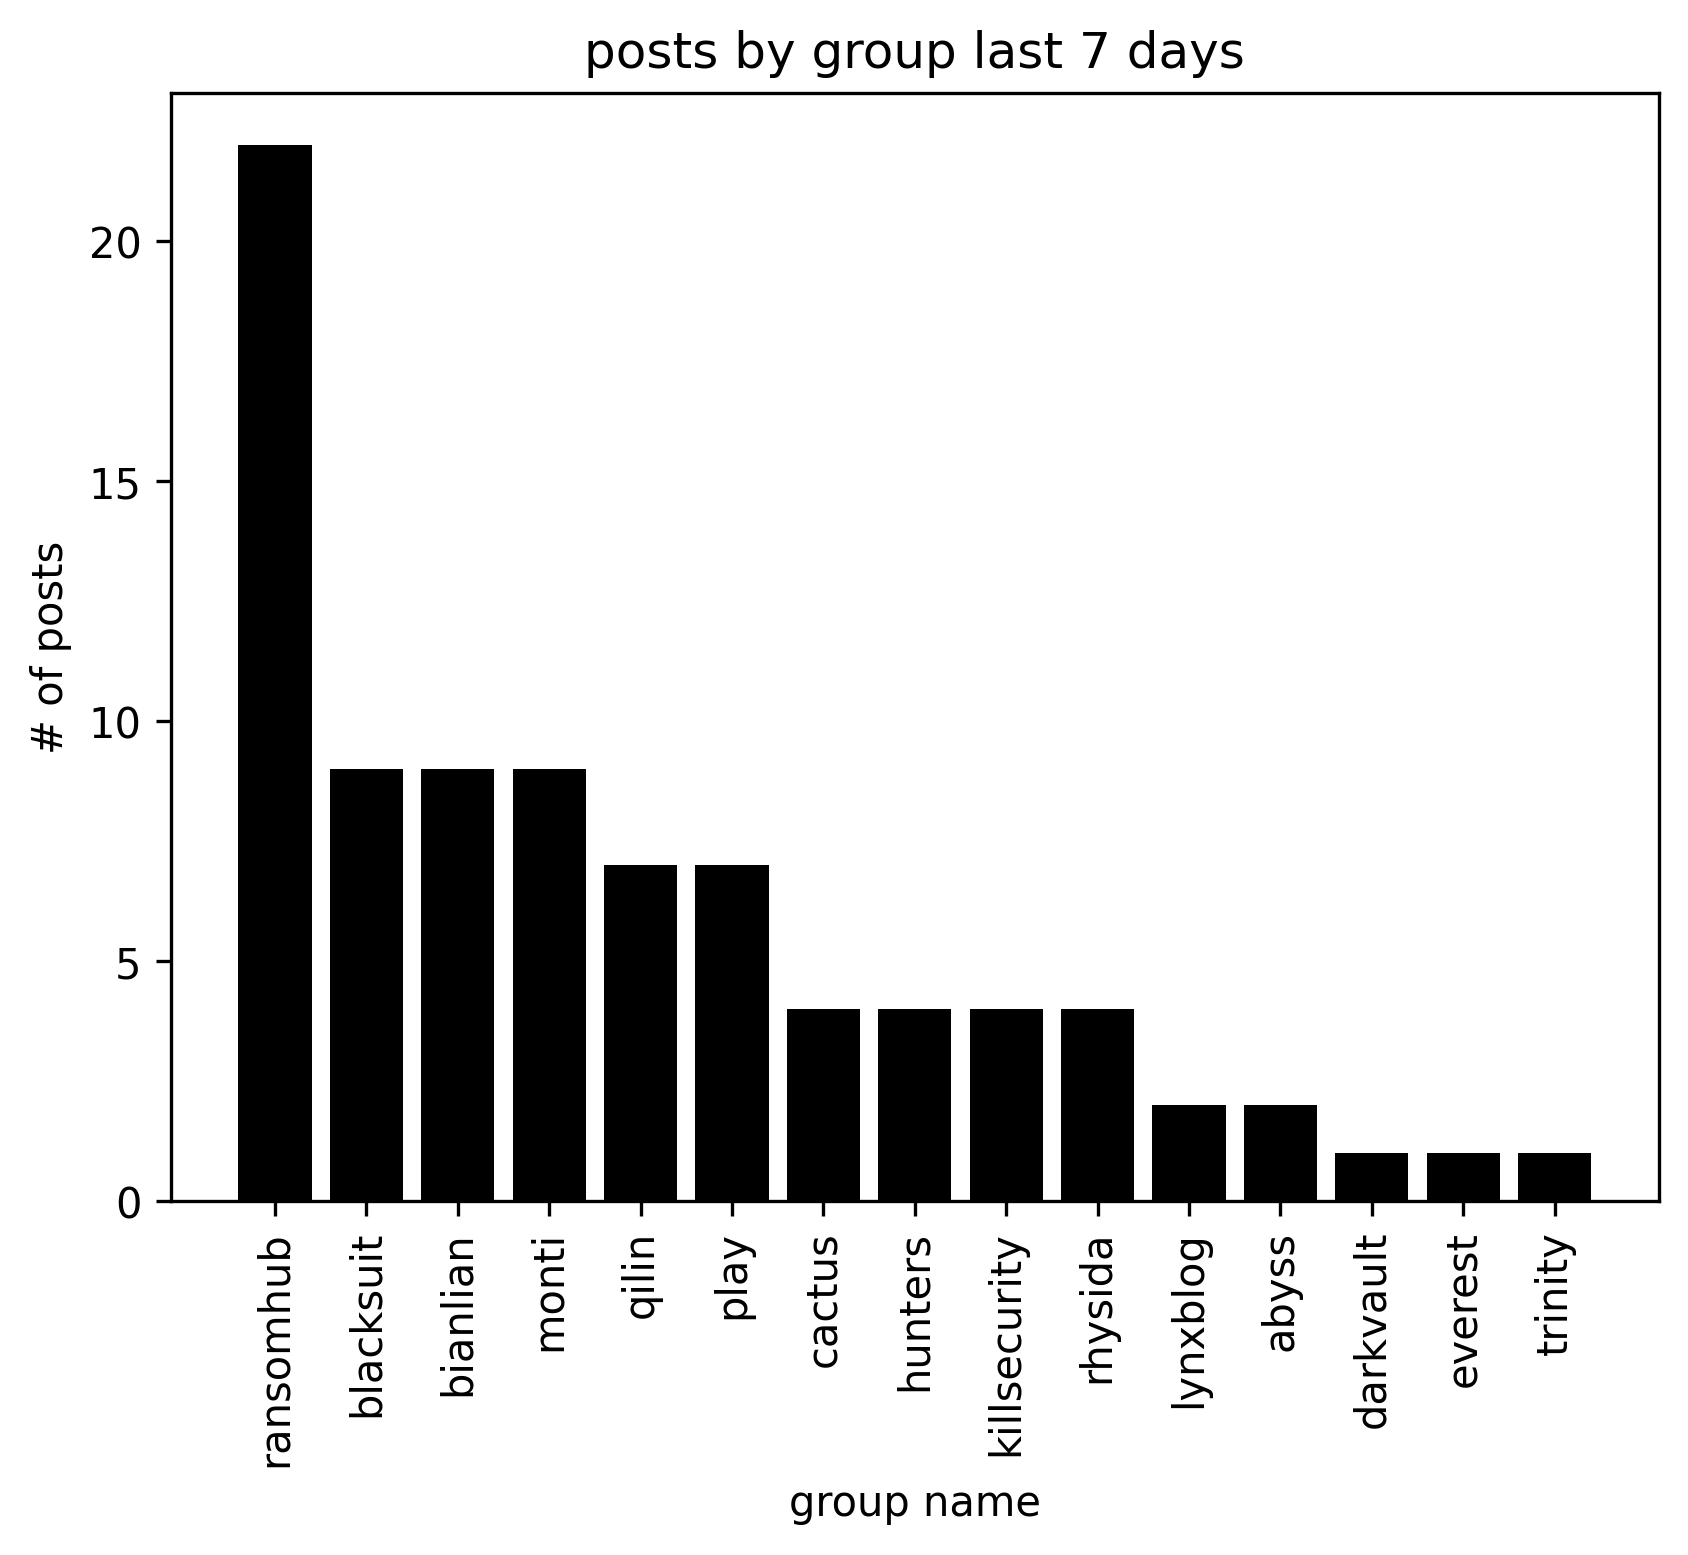 posts by group last 7 days
# of posts
20
15
10
5
0
ransomhub
blacksuit
bianlian
monti
qilin
play
cactus
hunters
killsecurity
rhysida
lynxblog
abyss
darkvault
everest
trinity
group name